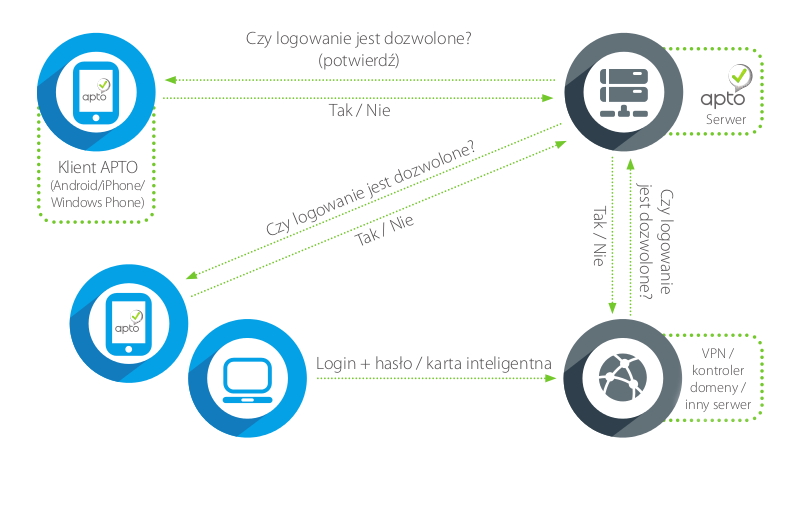 Czy logowanie jest dozwolone?
(potwierdź)
Tak / Nie
apto
apto
Serwer
Klient APTO
(Android/iPhone/
Windows Phone)
Czy logowanie jest dozwolone?
Tak / Nie
Tak / Nie
Czy logowanie
jest dozwolone?
apto
Login + hasło / karta inteligentna
VPN /
kontroler
domeny /
inny serwer